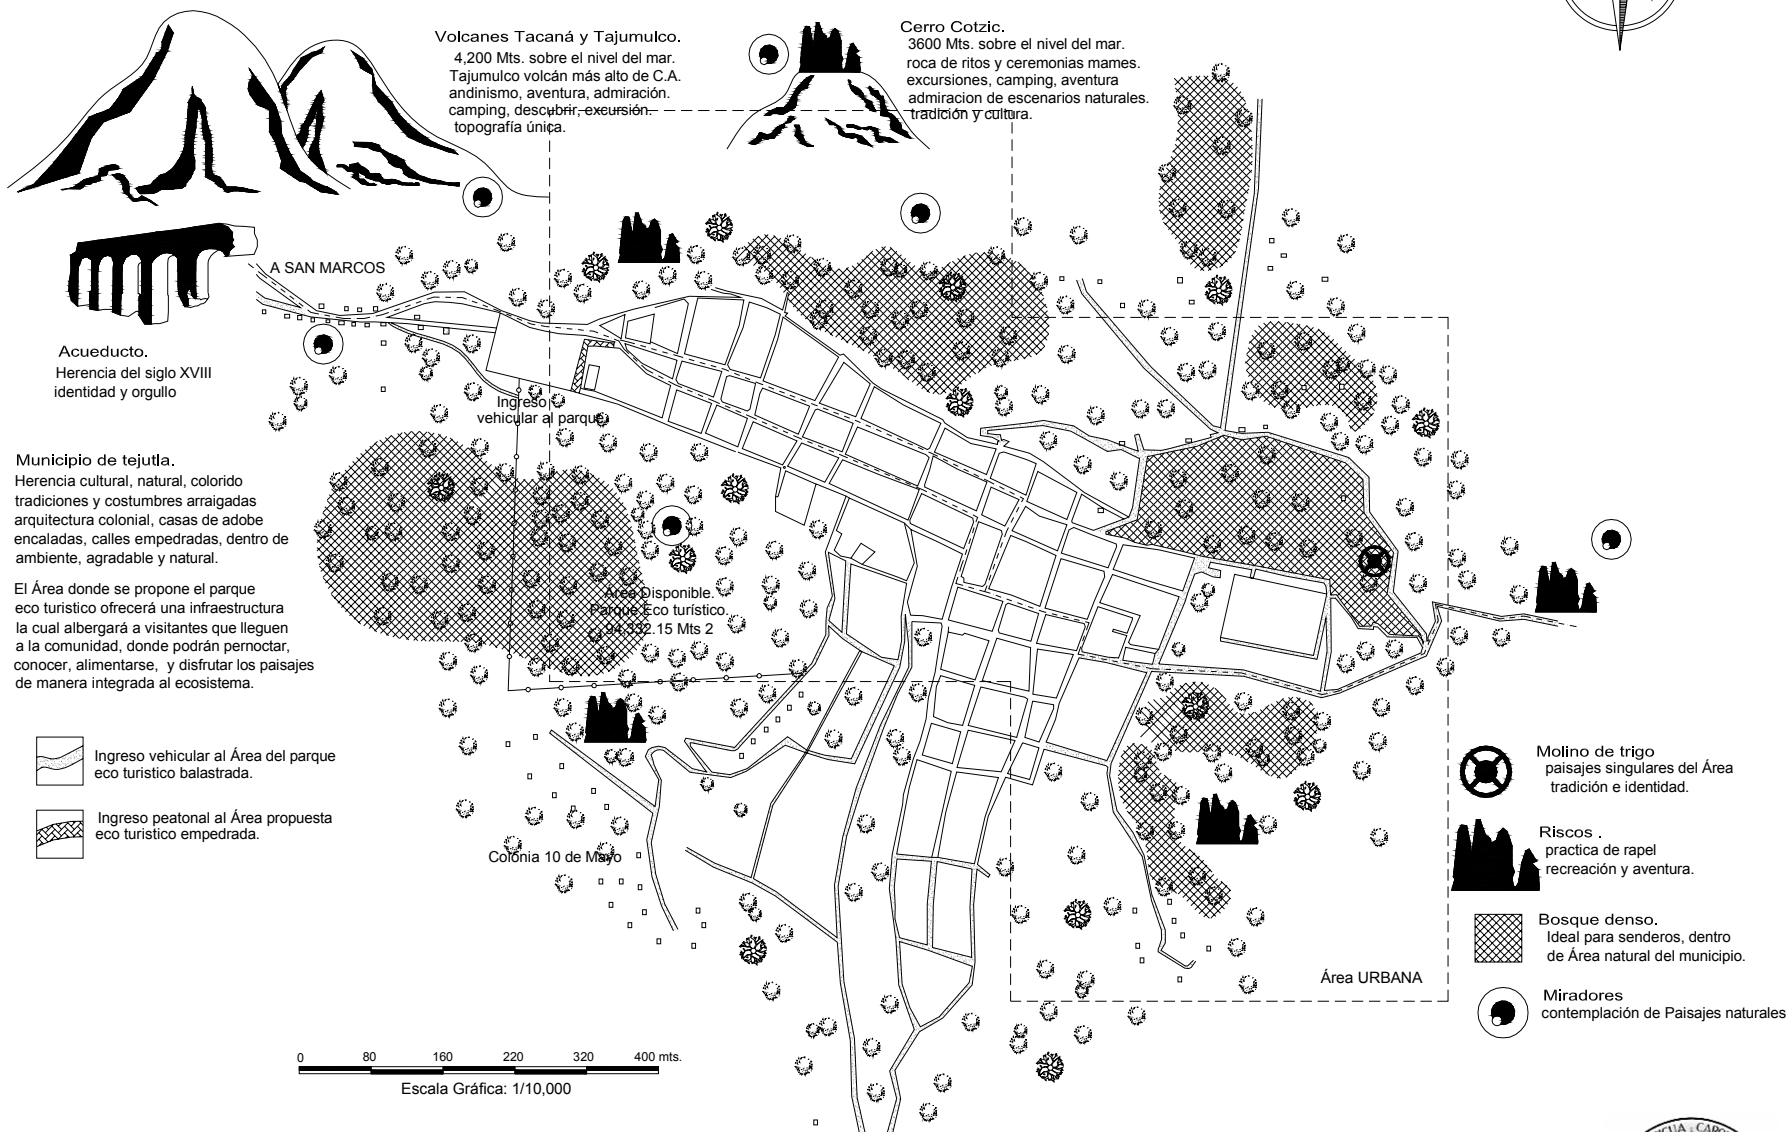 Volcanes Tacaná y Tajumulco.
4,200 Mts. sobre el nivel del mar.
Tajumulco volcán más alto de C.A.
andinismo, aventura, admiración.
camping, descubrir, excursión.
topografía única.
Cerro Cotzic.
3600 Mts. sobre el nivel del mar.
roca de ritos y ceremonias mames.
excursiones, camping, aventura
admiracion de escenarios naturales.
tradición y cultura.
A SAN MARCOS
Acueducto.
Herencia del siglo XVIII
identidad y orgullo
Ingreso
vehicular al parque
Municipio de tejutla.
Herencia cultural, natural, colorido
tradiciones y costumbres arraigadas
arquitectura colonial, casas de adobe
encaladas, calles empedradas, dentro de
ambiente, agradable y natural.
El Área donde se propone el parque
eco turistico ofrecerá una infraestructura
la cual albergará a visitantes que lleguen
a la comunidad, donde podrán pernoctar,
conocer, alimentarse, y disfrutar los paisajes
de manera integrada al ecosistema.
Área Disponible.
Parque Eco turístico.
94,332.15 Mts 2
Ingreso vehicular al Área del parque
eco turistico balastrada.
Ingreso peatonal al Área propuesta
eco turistico empedrada.
Colonia 10 de Mayo
Molino de trigo
paisajes singulares del Área
tradición e identidad.
Riscos .
practica de rapel
recreación y aventura.
Bosque denso.
Ideal para senderos, dentro
de Área natural del municipio.
Área URBANA
Miradores
contemplación de Paisajes naturales
0 80 160 220 320 400 mts.
Escala Gráfica: 1/10,000